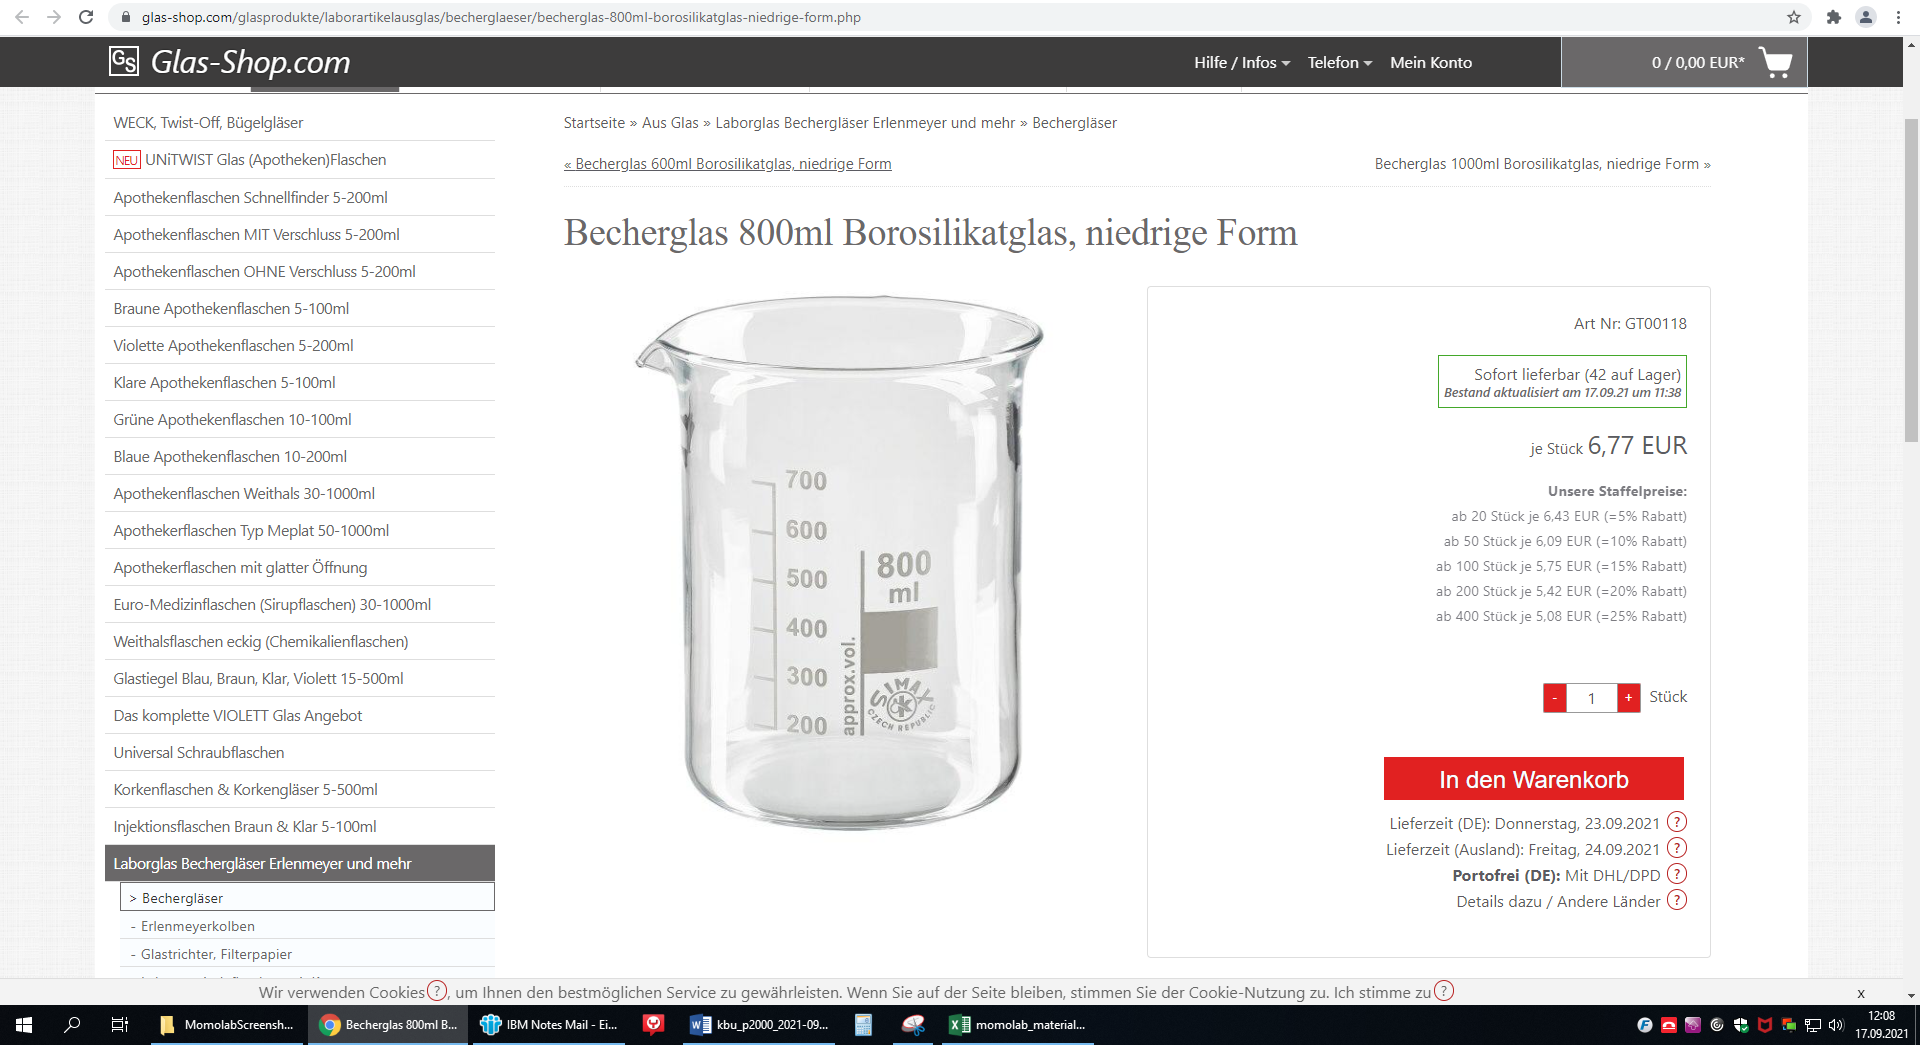 glas-shop.com/glasprodukte/laborartikelausglas/becherglaeser/becherglas-800ml-borosilikatglas-niedrige-form.php
GS Glas-Shop.com
Hilfe / Infos Telefon Mein Konto
0 / 0,00 EUR*
WECK, Twist-Off, Bügelgläser
NEU UNiTWIST Glas (Apotheken)Flaschen
Apothekenflaschen Schnellfinder 5-200ml
Apothekenflaschen MIT Verschluss 5-200ml
Apothekenflaschen OHNE Verschluss 5-200ml
Braune Apothekenflaschen 5-100ml
Violette Apothekenflaschen 5-200ml
Klare Apothekenflaschen 5-100ml
Grüne Apothekenflaschen 10-100ml
Blaue Apothekenflaschen 10-200ml
Apothekenflaschen Weithals 30-1000ml
Apothekerflaschen Typ Meplat 50-1000ml
Apothekerflaschen mit glatter Öffnung
Euro-Medizinflaschen (Sirupflaschen) 30-1000ml
Weithalsflaschen eckig (Chemikalienflaschen)
Glastiegel Blau, Braun, Klar, Violett 15-500ml
Das komplette VIOLETT Glas Angebot
Universal Schraubflaschen
Korkenflaschen & Korkengläser 5-500ml
Injektionsflaschen Braun & Klar 5-100ml
Laborglas Bechergläser Erlenmeyer und mehr
> Bechergläser
- Erlenmeyerkolben
- Glastrichter, Filterpapier
Startseite » Aus Glas » Laborglas Bechergläser Erlenmeyer und mehr » Bechergläser
« Becherglas 600ml Borosilikatglas, niedrige Form
Becherglas 1000ml Borosilikatglas, niedrige Form »
Becherglas 800ml Borosilikatglas, niedrige Form
700
600
500
400
300
200
800
ml
approx.vol.
SIMAX
CZECH REPUBLIC
Art Nr: GT00118
Sofort lieferbar (42 auf Lager)
Bestand aktualisiert am 17.09.21 um 11:38
je Stück 6,77 EUR
Unsere Staffelpreise:
ab 20 Stück je 6,43 EUR (=5% Rabatt)
ab 50 Stück je 6,09 EUR (=10% Rabatt)
ab 100 Stück je 5,75 EUR (=15% Rabatt)
ab 200 Stück je 5,42 EUR (=20% Rabatt)
ab 400 Stück je 5,08 EUR (=25% Rabatt)
- 1 + Stück
In den Warenkorb
Lieferzeit (DE): Donnerstag, 23.09.2021 ?
Lieferzeit (Ausland): Freitag, 24.09.2021 ?
Portofrei (DE): Mit DHL/DPD ?
Details dazu / Andere Länder ?
Wir verwenden Cookies ?, um Ihnen den bestmöglichen Service zu gewährleisten. Wenn Sie auf der Seite bleiben, stimmen Sie der Cookie-Nutzung zu. Ich stimme zu ?
x
MomolabScreensh...
Becherglas 800ml B...
IBM Notes Mail - Ei...
kbu_p2000_2021-09...
momolab_material...
12:08
17.09.2021